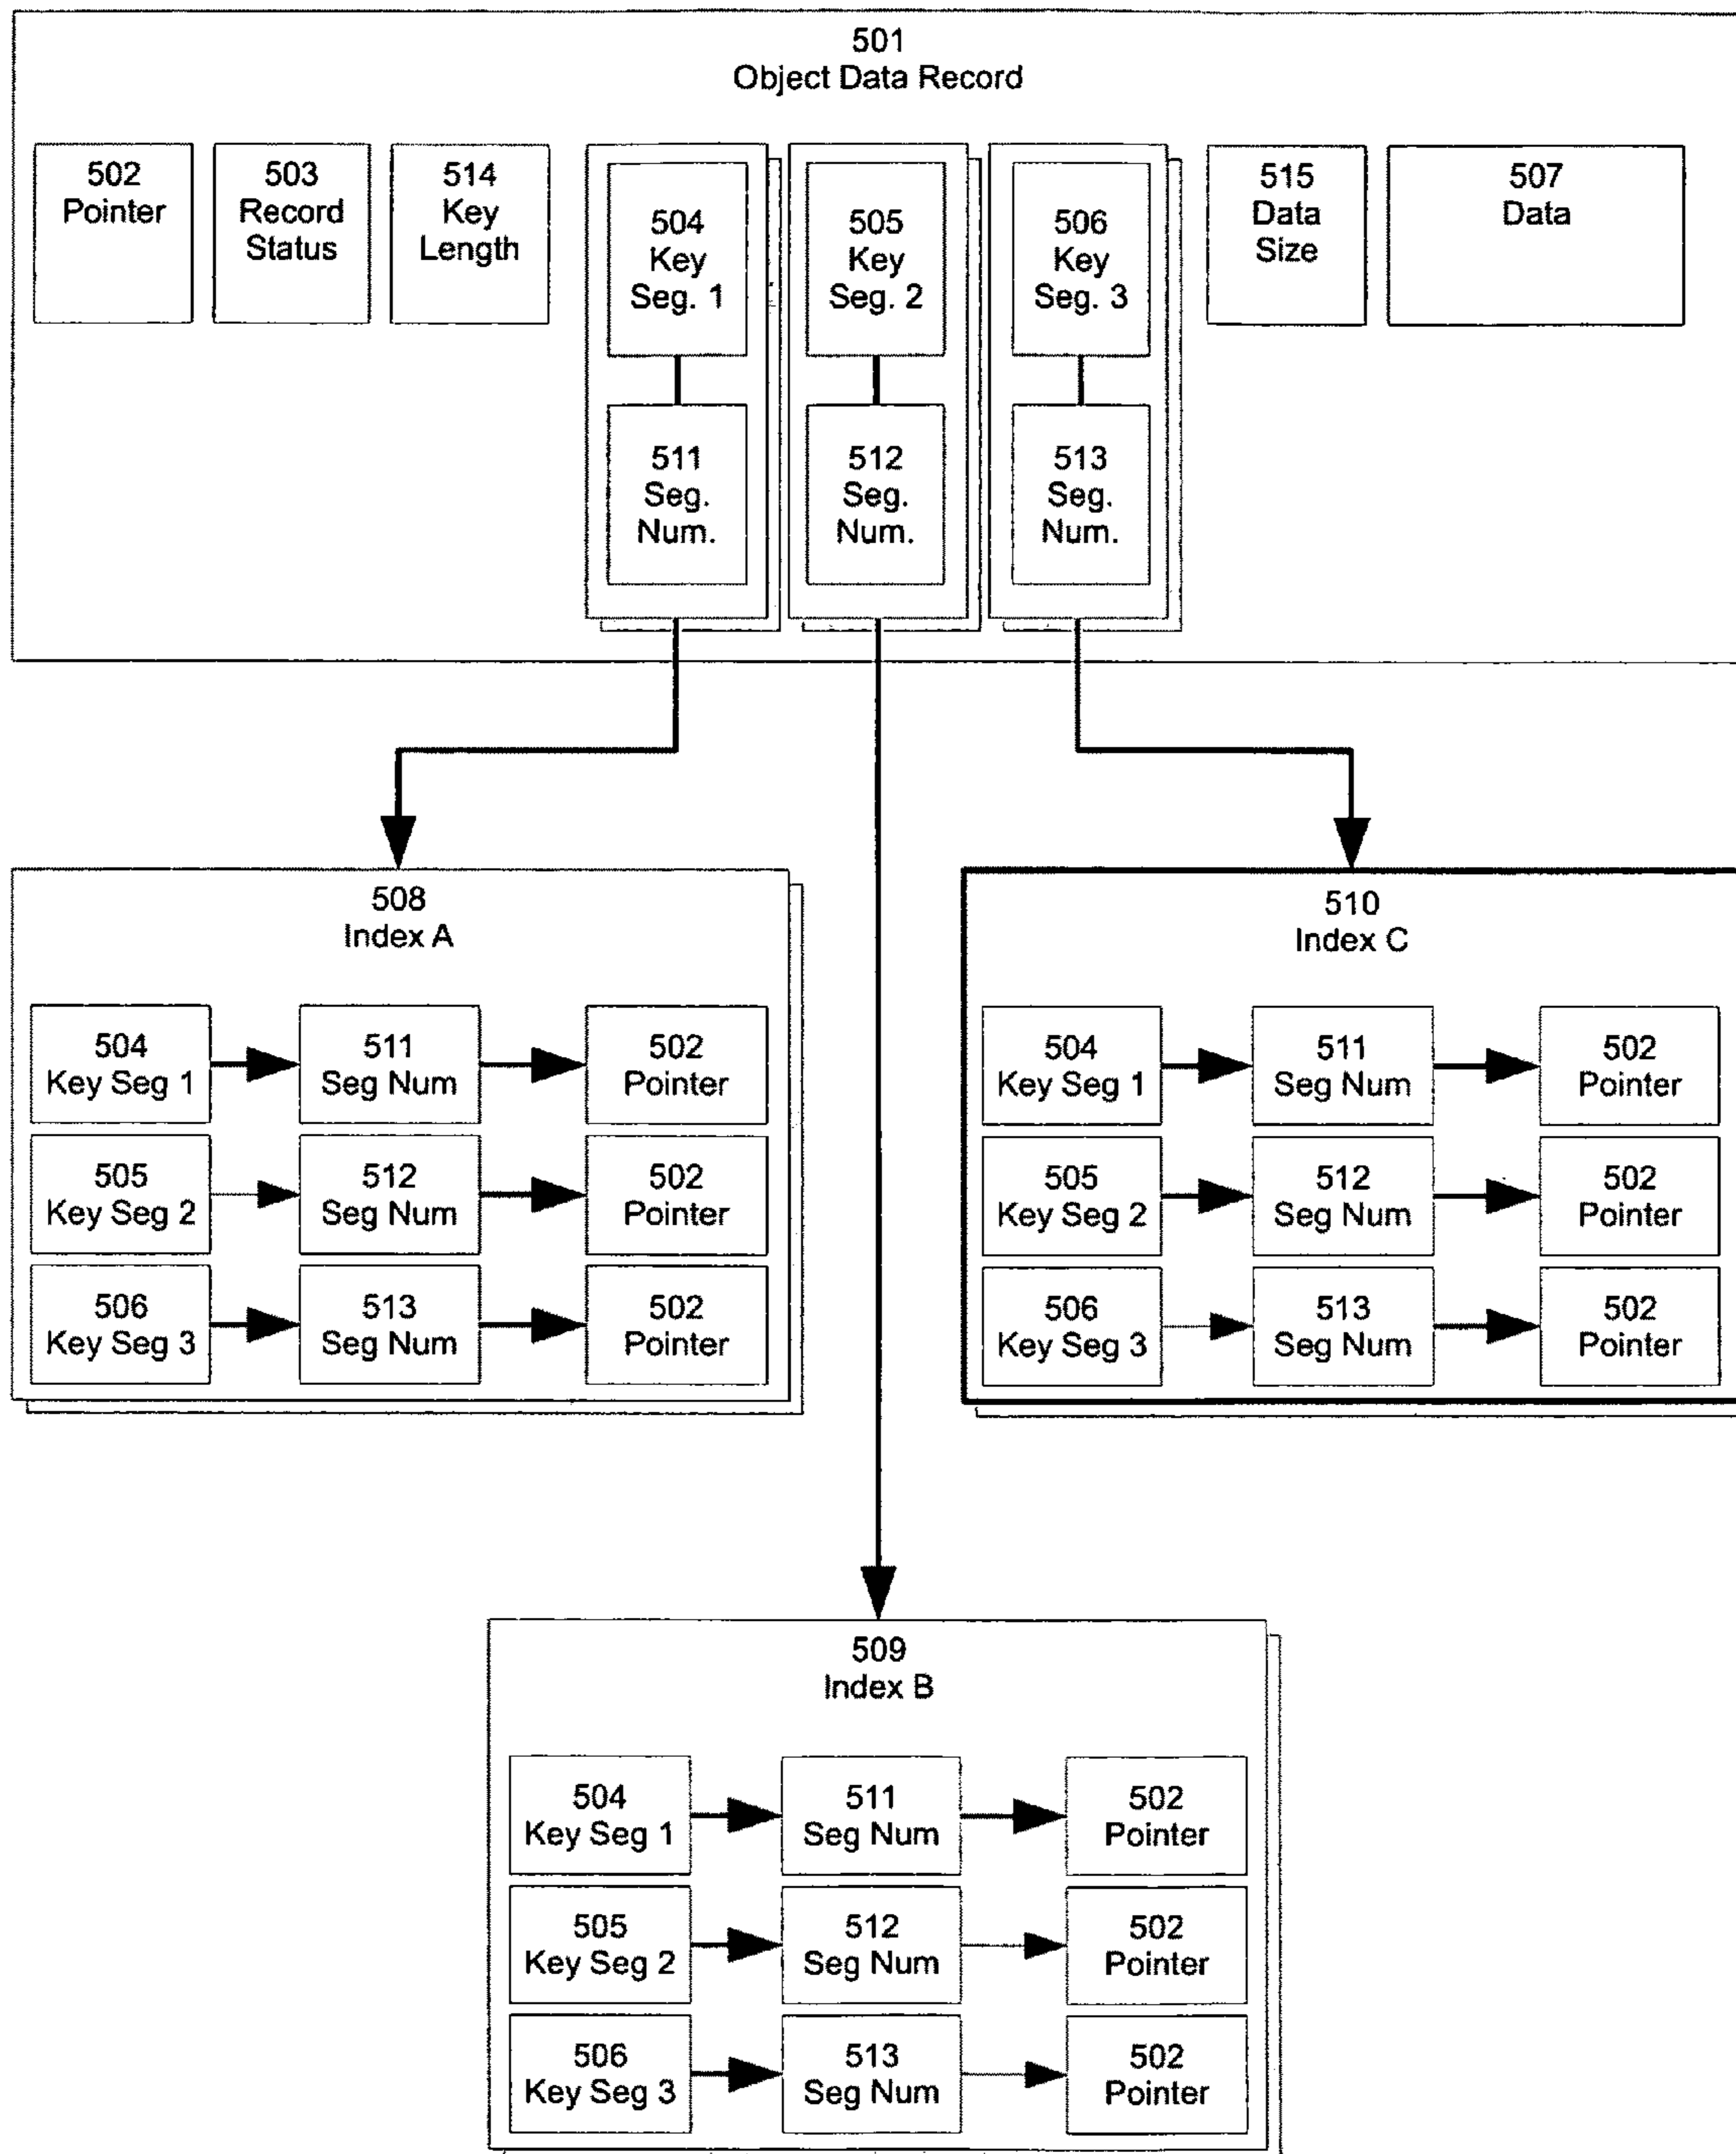 501
Object Data Record
502
Pointer
503
Record
Status
514
Key
Length
504
Key
Seg. 1
505
Key
Seg. 2
506
Key
Seg. 3
515
Data
Size
507
Data
511
Seg.
Num.
512
Seg.
Num.
513
Seg.
Num.
508
Index A
504
Key Seg 1
511
Seg Num
502
Pointer
505
Key Seg 2
512
Seg Num
502
Pointer
506
Key Seg 3
513
Seg Num
502
Pointer
510
Index C
504
Key Seg 1
511
Seg Num
502
Pointer
505
Key Seg 2
512
Seg Num
502
Pointer
506
Key Seg 3
513
Seg Num
502
Pointer
509
Index B
504
Key Seg 1
511
Seg Num
502
Pointer
505
Key Seg 2
512
Seg Num
502
Pointer
506
Key Seg 3
513
Seg Num
502
Pointer